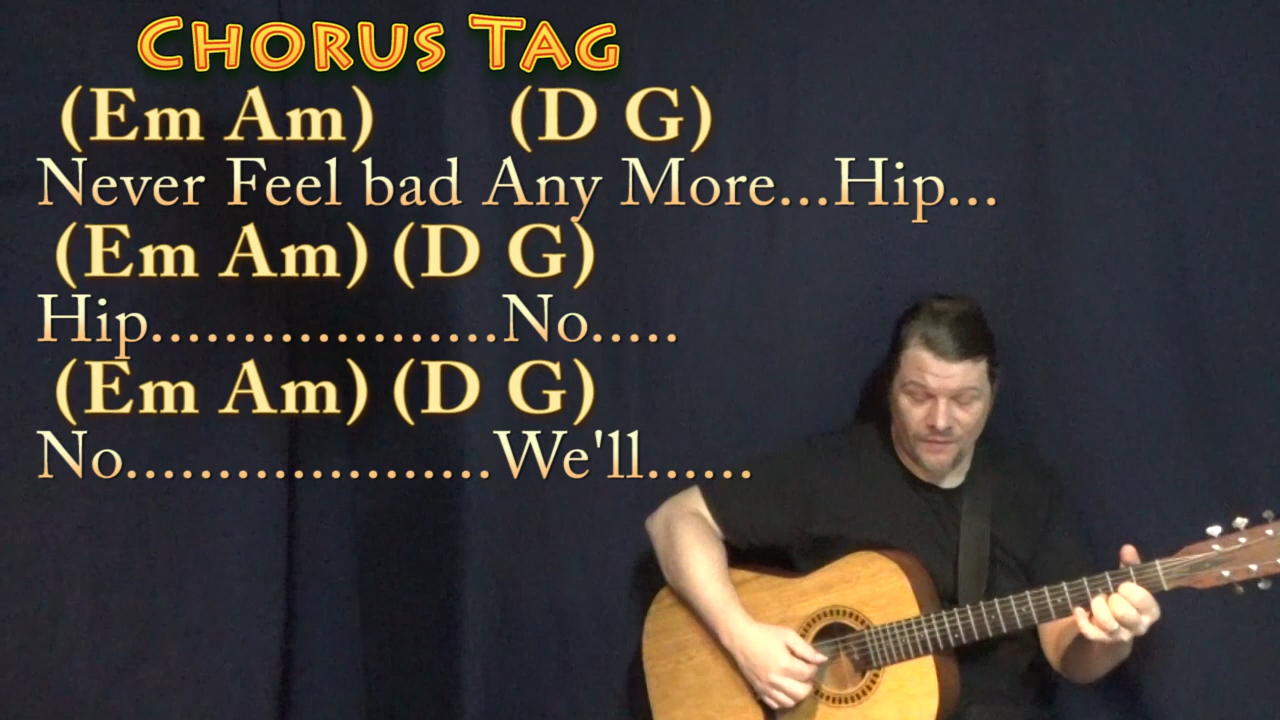 Chorus Tag
(Em Am) (D G)
Never Feel bad Any More...Hip...
(Em Am) (D G)
Hip...................No.....
(Em Am) (D G)
No....................We'll......